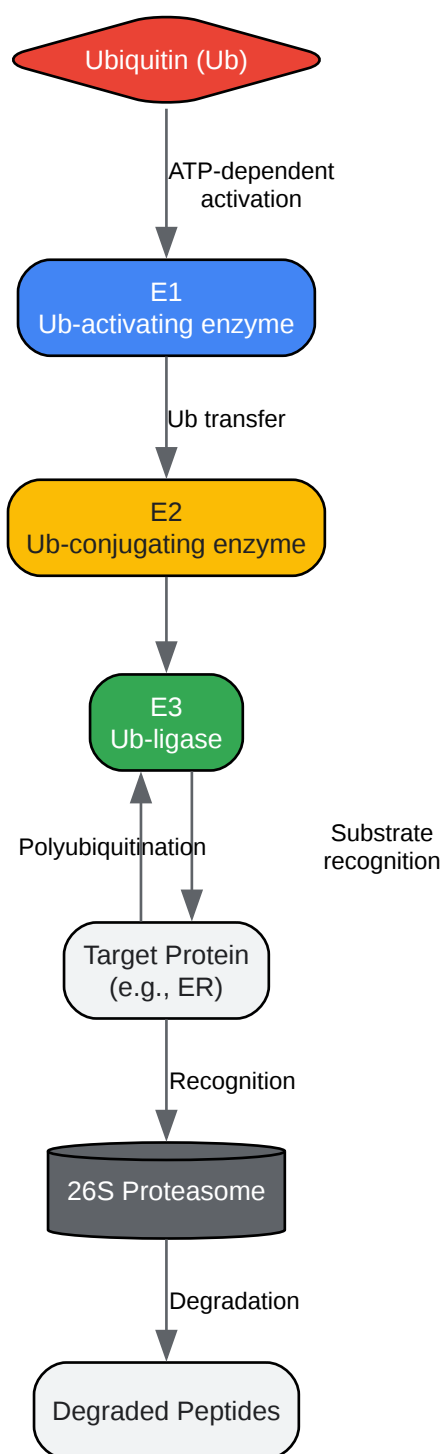 Ubiquitin (Ub)
ATP-dependent
activation
E1
Ub-activating enzyme
Ub transfer
E2
Ub-conjugating enzyme
E3
Ub-ligase
Polyubiquitination
Substrate
recognition
Target Protein
(e.g., ER)
Recognition
26S Proteasome
Degradation
Degraded Peptides